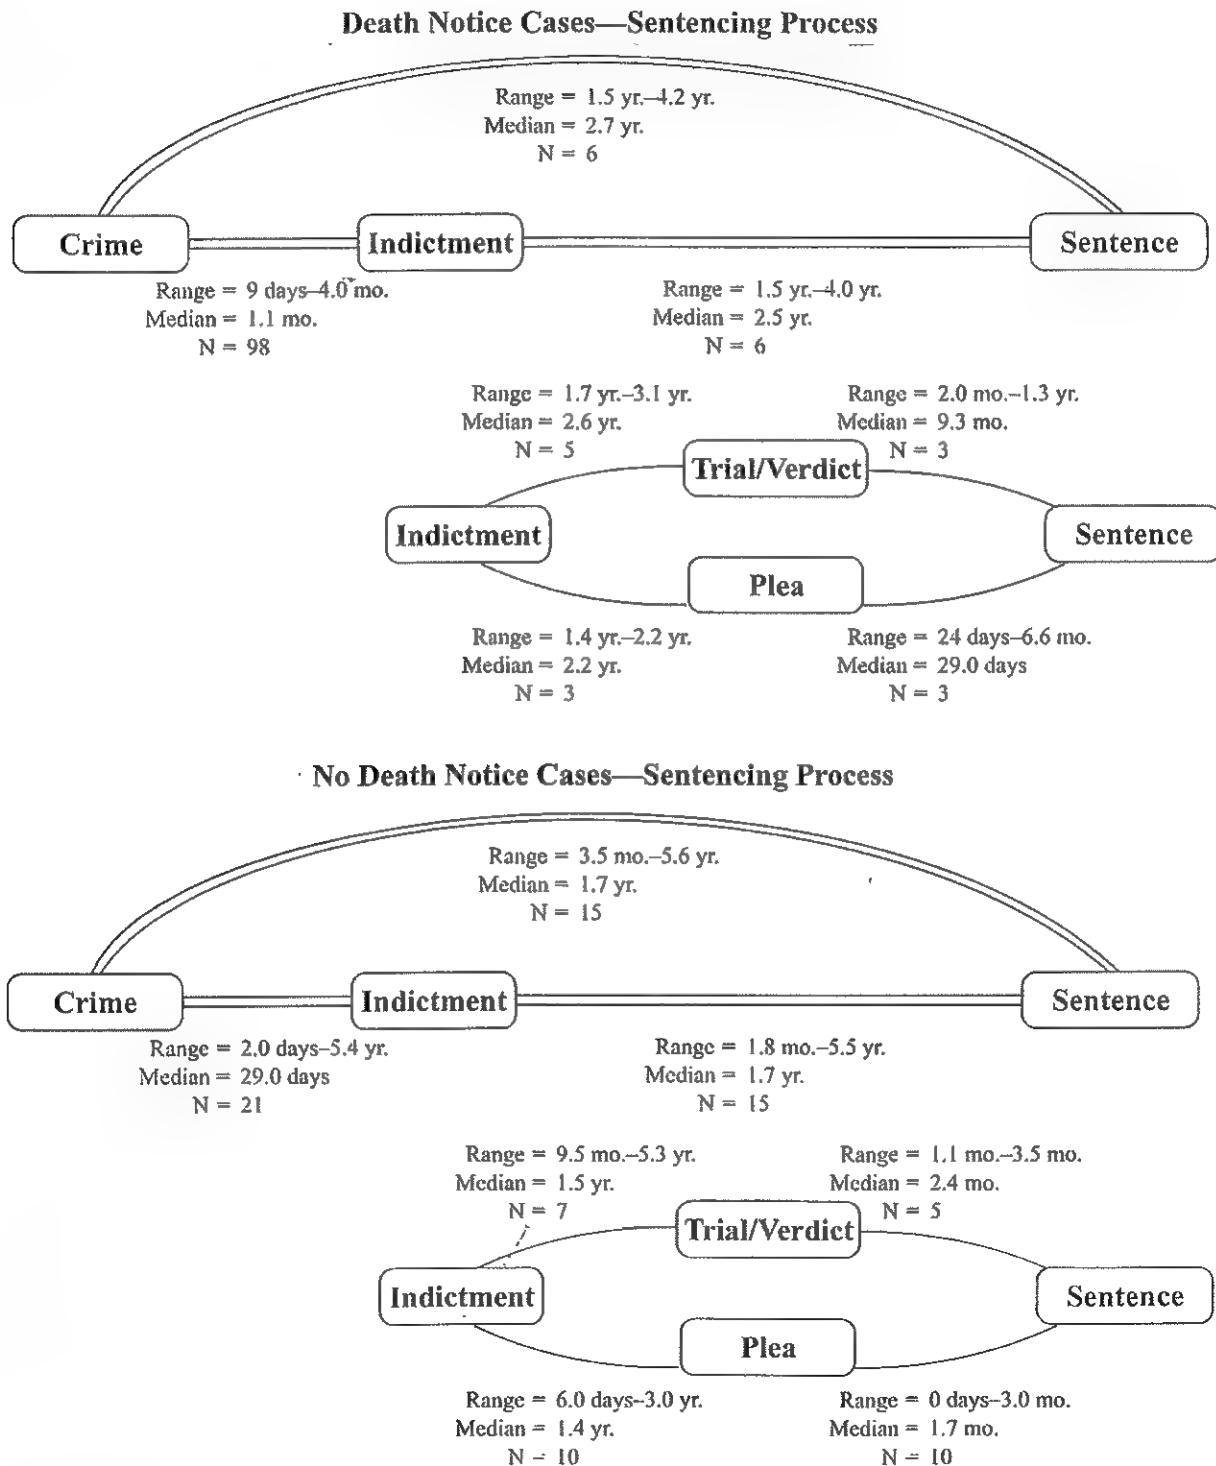 Death Notice Cases—Sentencing Process
Range = 1.5 yr.–4.2 yr.
Median = 2.7 yr.
N = 6
Crime
Indictment
Sentence
Range = 9 days–4.0 mo.
Median = 1.1 mo.
N = 98
Range = 1.5 yr.–4.0 yr.
Median = 2.5 yr.
N = 6
Range = 1.7 yr.–3.1 yr.
Median = 2.6 yr.
N = 5
Range = 2.0 mo.–1.3 yr.
Median = 9.3 mo.
N = 3
Trial/Verdict
Indictment
Sentence
Plea
Range = 1.4 yr.–2.2 yr.
Median = 2.2 yr.
N = 3
Range = 24 days–6.6 mo.
Median = 29.0 days
N = 3
No Death Notice Cases—Sentencing Process
Range = 3.5 mo.–5.6 yr.
Median = 1.7 yr.
N = 15
Crime
Indictment
Sentence
Range = 2.0 days–5.4 yr.
Median = 29.0 days
N = 21
Range = 1.8 mo.–5.5 yr.
Median = 1.7 yr.
N = 15
Range = 9.5 mo.–5.3 yr.
Median = 1.5 yr.
N = 7
Range = 1.1 mo.–3.5 mo.
Median = 2.4 mo.
N = 5
Trial/Verdict
Indictment
Sentence
Plea
Range = 6.0 days–3.0 yr.
Median = 1.4 yr.
N = 10
Range = 0 days–3.0 mo.
Median = 1.7 mo.
N = 10